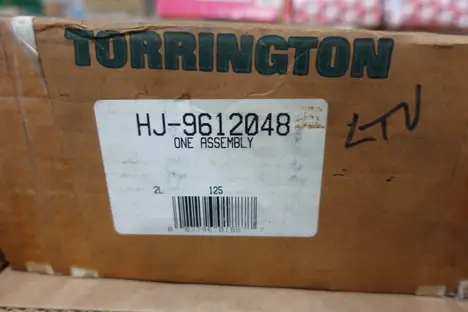 TORRINGTON
HJ-9612048
ONE ASSEMBLY
LTV
2L 125